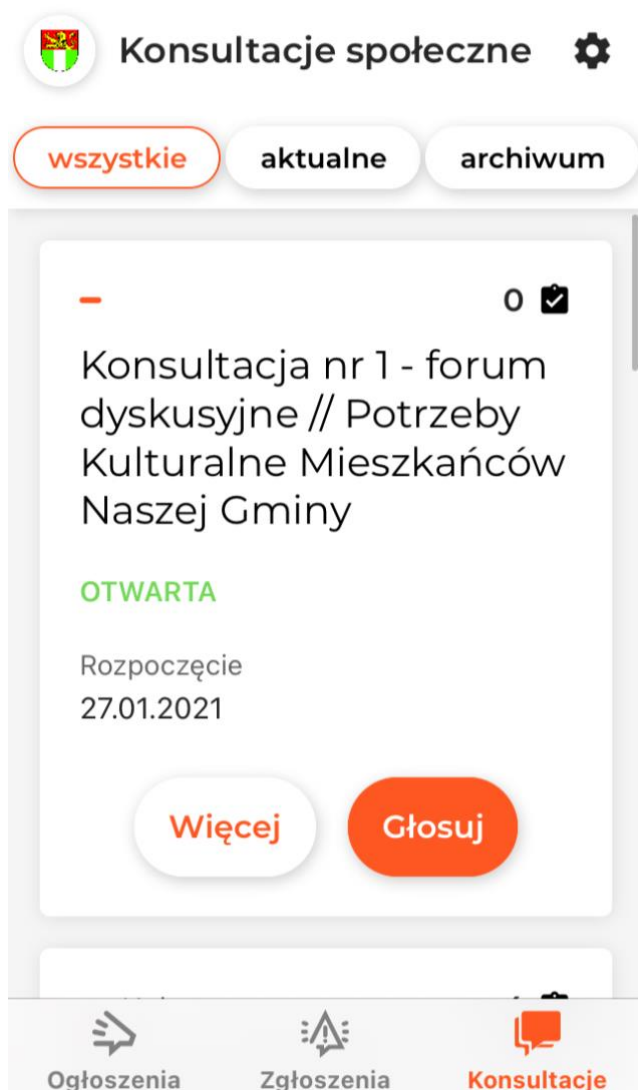 Konsultacje społeczne
wszystkie
aktualne
archiwum
0
Konsultacja nr 1 - forum
dyskusyjne // Potrzeby
Kulturalne Mieszkańców
Naszej Gminy
OTWARTA
Rozpoczęcie
27.01.2021
Więcej
Głosuj
Ogłoszenia
Zgłoszenia
Konsultacje